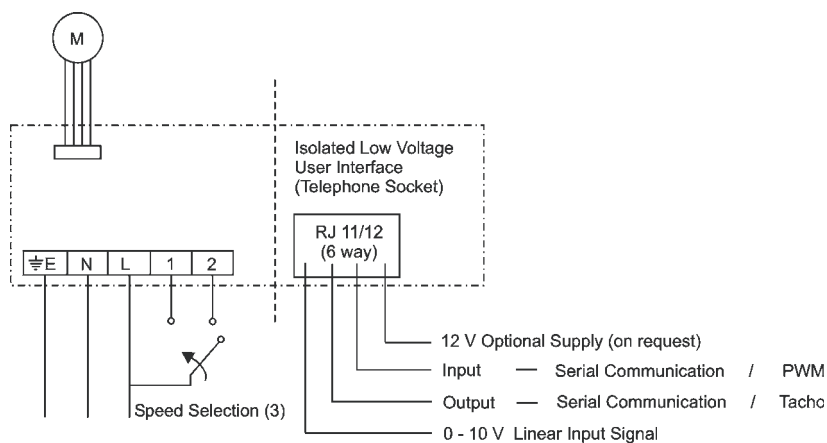 M
Isolated Low Voltage
User Interface
(Telephone Socket)
RJ 11/12
(6 way)
E N L 1 2
12 V Optional Supply (on request)
Input — Serial Communication / PWM
Output — Serial Communication / Tacho
Speed Selection (3)
0 - 10 V Linear Input Signal